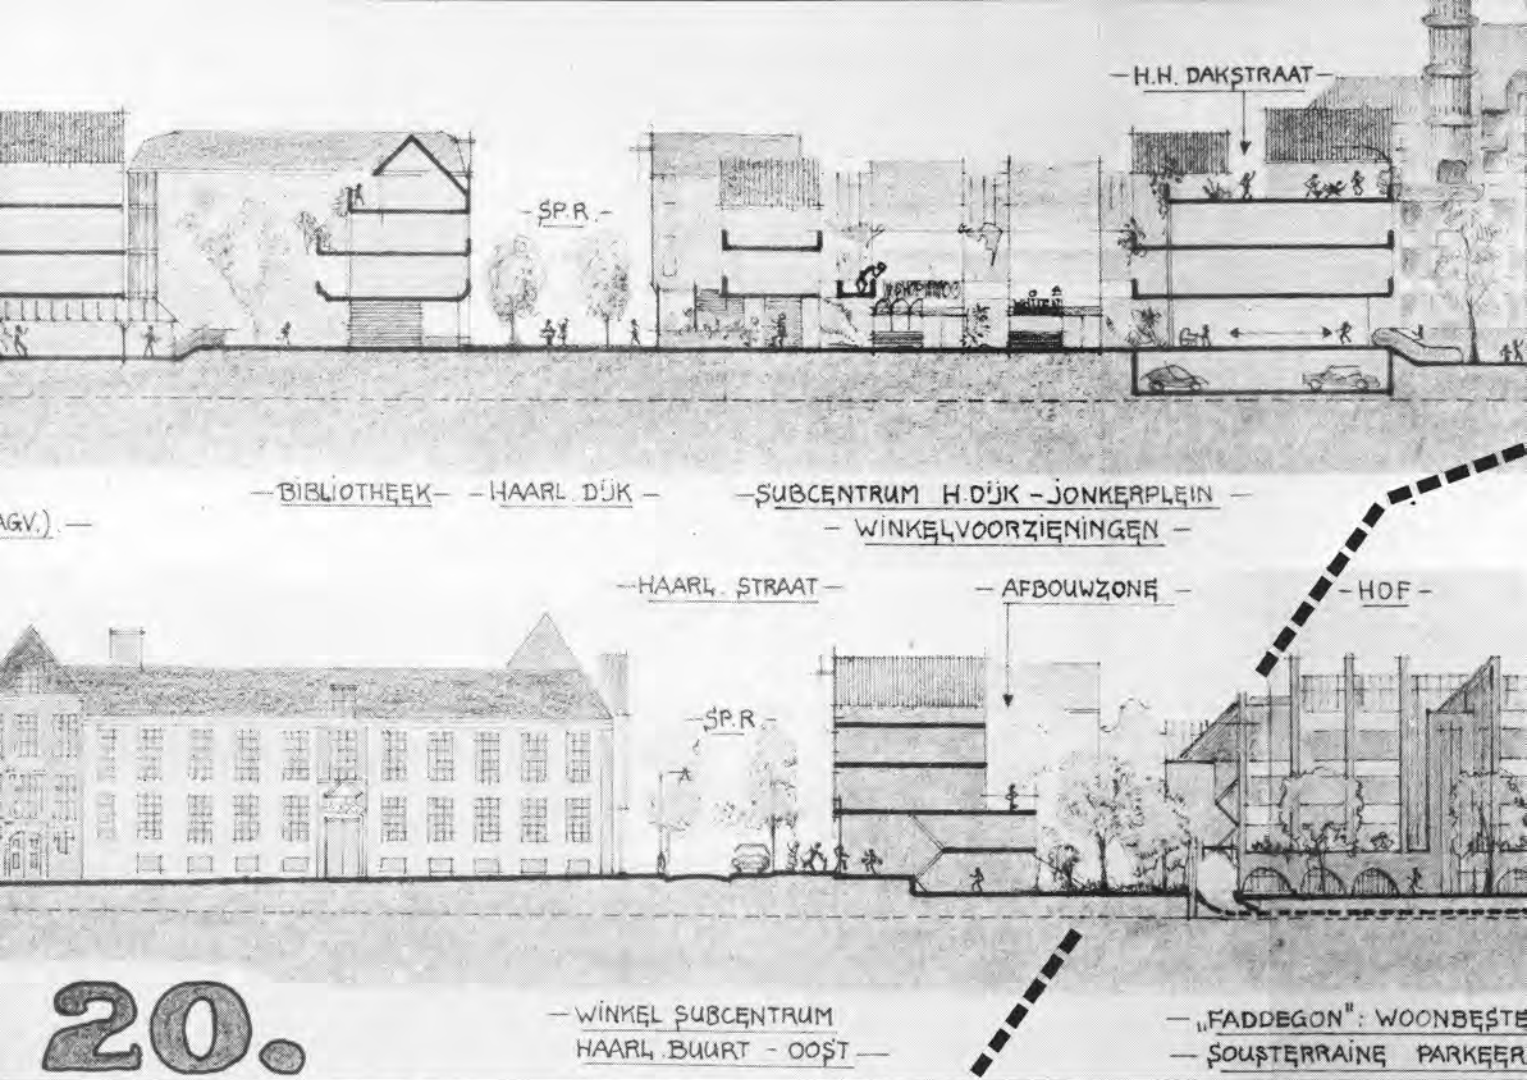 H.H. DAKSTRAAT
SP.R.
BIBLIOTHEEK — HAARL. DIJK
SUBCENTRUM H.DIJK - JONKERPLEIN
WINKELVOORZIENINGEN
AGV.)
HAARL. STRAAT
AFBOUWZONE
HOF
SP.R.
20.
WINKEL SUBCENTRUM
HAARL. BUURT - OOST
„FADDEGON": WOONBESTE
SOUSTERRAINE PARKEER